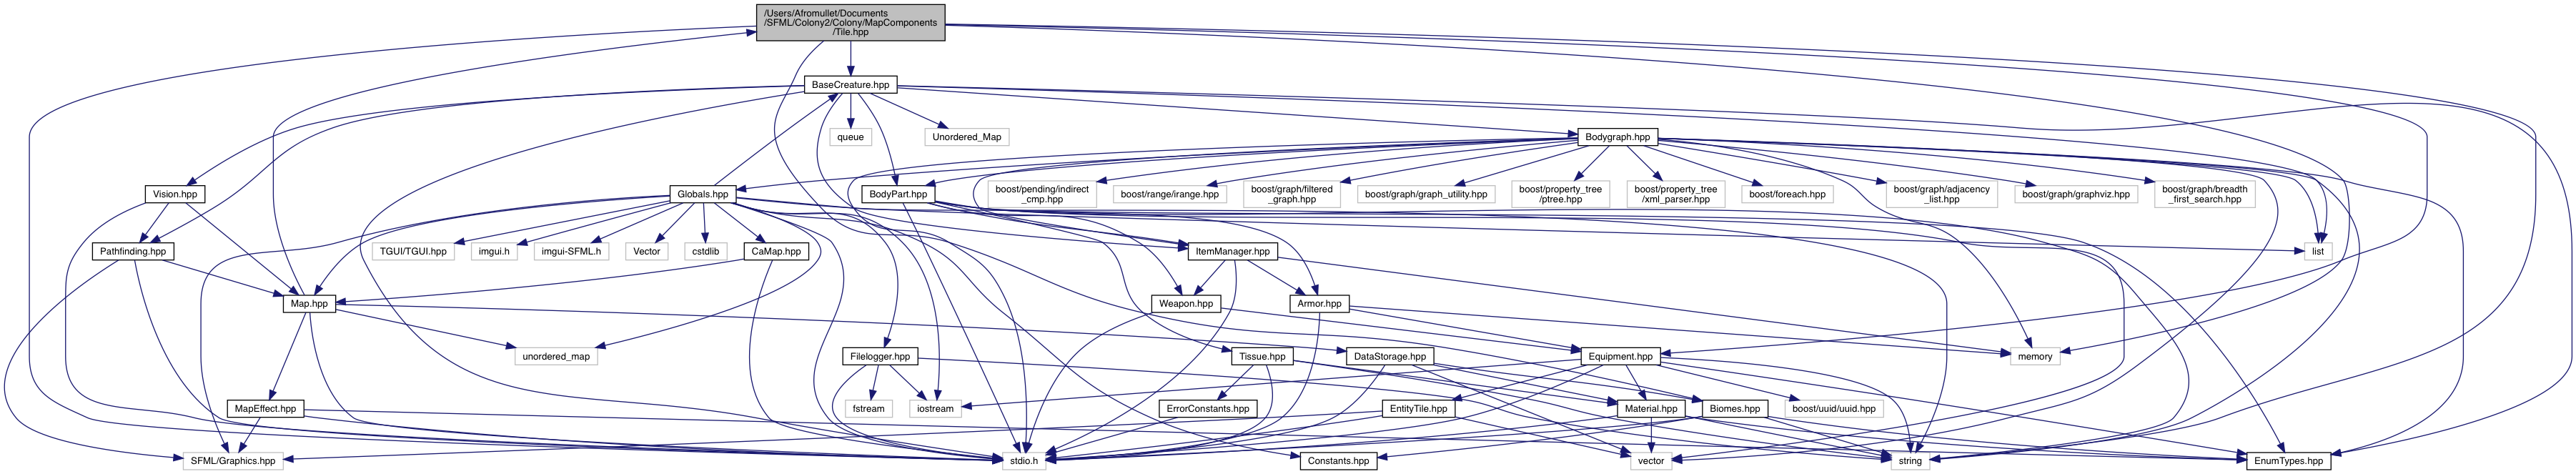 /Users/Afromullet/Documents
/SFML/Colony2/Colony/MapComponents
/Tile.hpp
BaseCreature.hpp
queue
Unordered_Map
Bodygraph.hpp
Vision.hpp
Globals.hpp
BodyPart.hpp
boost/pending/indirect
_cmp.hpp
boost/range/irange.hpp
boost/graph/filtered
_graph.hpp
boost/graph/graph_utility.hpp
boost/property_tree
/ptree.hpp
boost/property_tree
/xml_parser.hpp
boost/foreach.hpp
boost/graph/adjacency
_list.hpp
boost/graph/graphviz.hpp
boost/graph/breadth
_first_search.hpp
Pathfinding.hpp
TGUI/TGUI.hpp
imgui.h
imgui-SFML.h
Vector
cstdlib
CaMap.hpp
ItemManager.hpp
list
Map.hpp
Weapon.hpp
Armor.hpp
unordered_map
Filelogger.hpp
Tissue.hpp
DataStorage.hpp
Equipment.hpp
memory
MapEffect.hpp
fstream
iostream
ErrorConstants.hpp
EntityTile.hpp
Material.hpp
Biomes.hpp
boost/uuid/uuid.hpp
SFML/Graphics.hpp
stdio.h
Constants.hpp
vector
string
EnumTypes.hpp